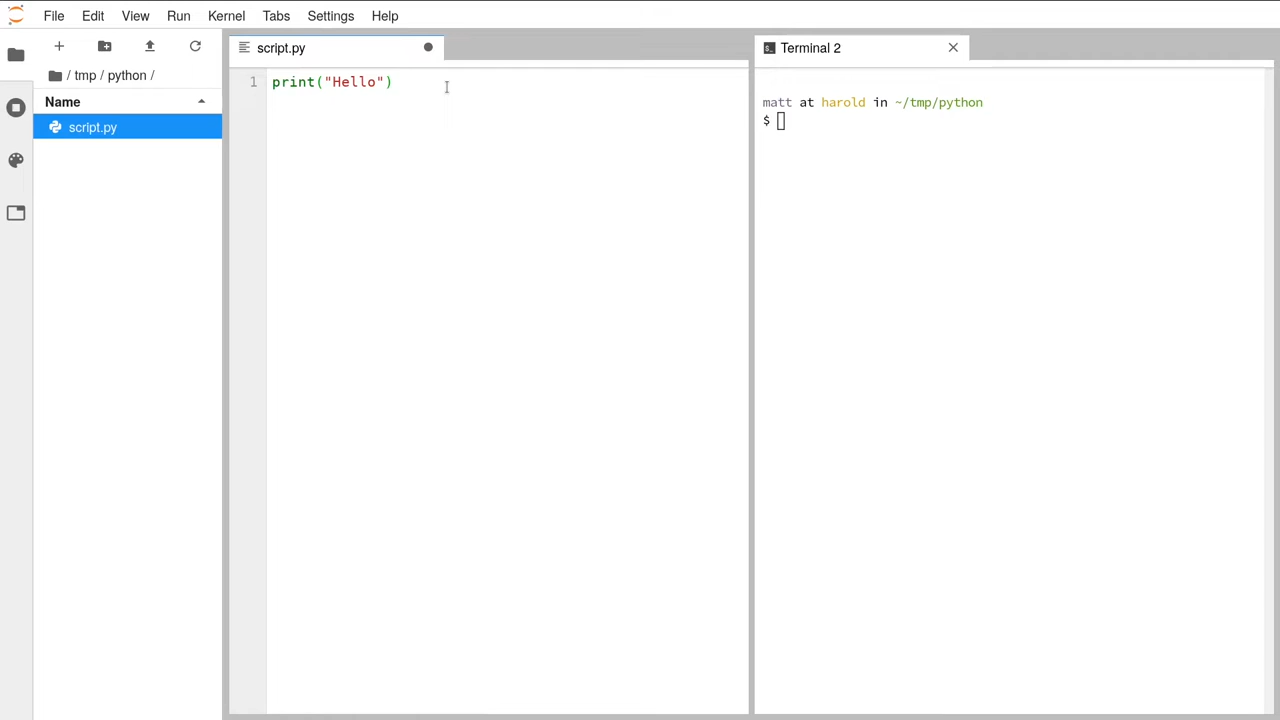 File Edit View Run Kernel Tabs Settings Help
/ tmp / python /
Name
script.py
script.py
1 print("Hello")
Terminal 2
matt at harold in ~/tmp/python
$